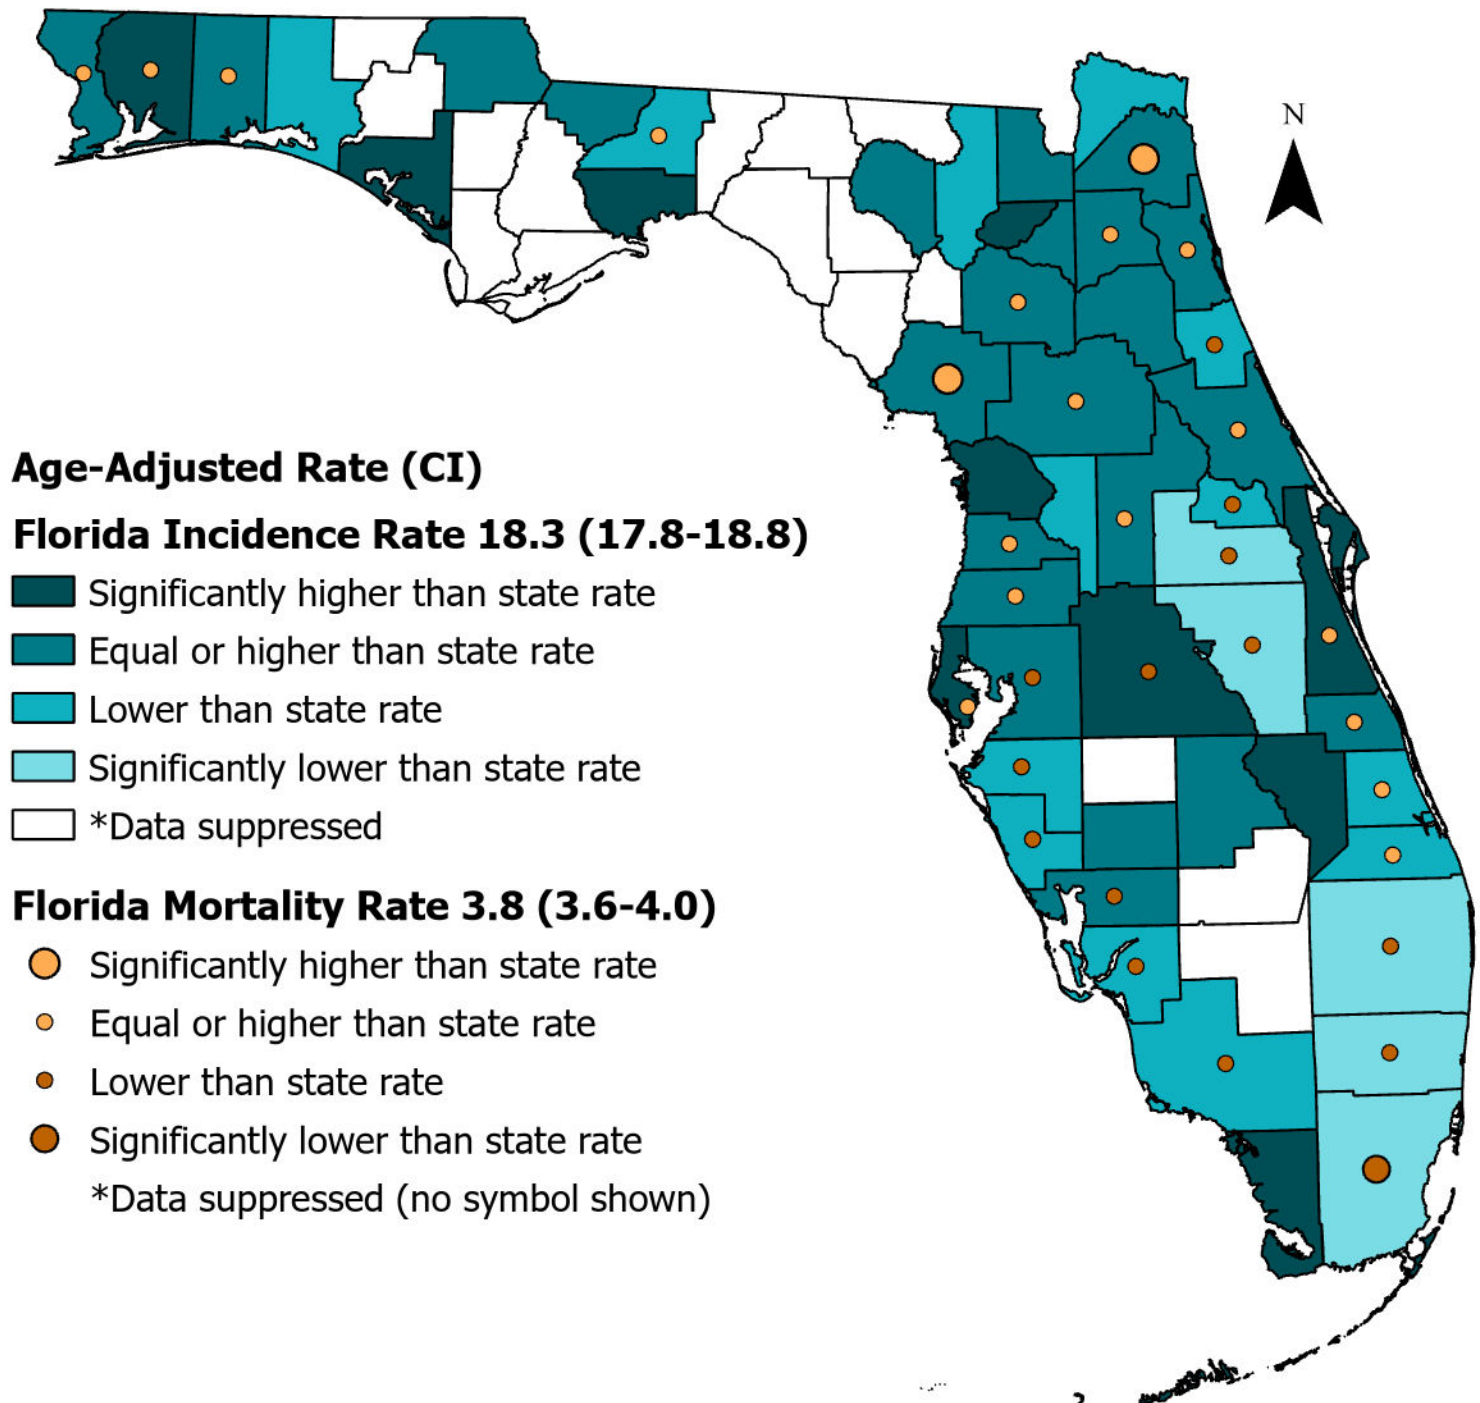 N
Age-Adjusted Rate (CI)
Florida Incidence Rate 18.3 (17.8-18.8)
Significantly higher than state rate
Equal or higher than state rate
Lower than state rate
Significantly lower than state rate
*Data suppressed
Florida Mortality Rate 3.8 (3.6-4.0)
Significantly higher than state rate
Equal or higher than state rate
Lower than state rate
Significantly lower than state rate
*Data suppressed (no symbol shown)